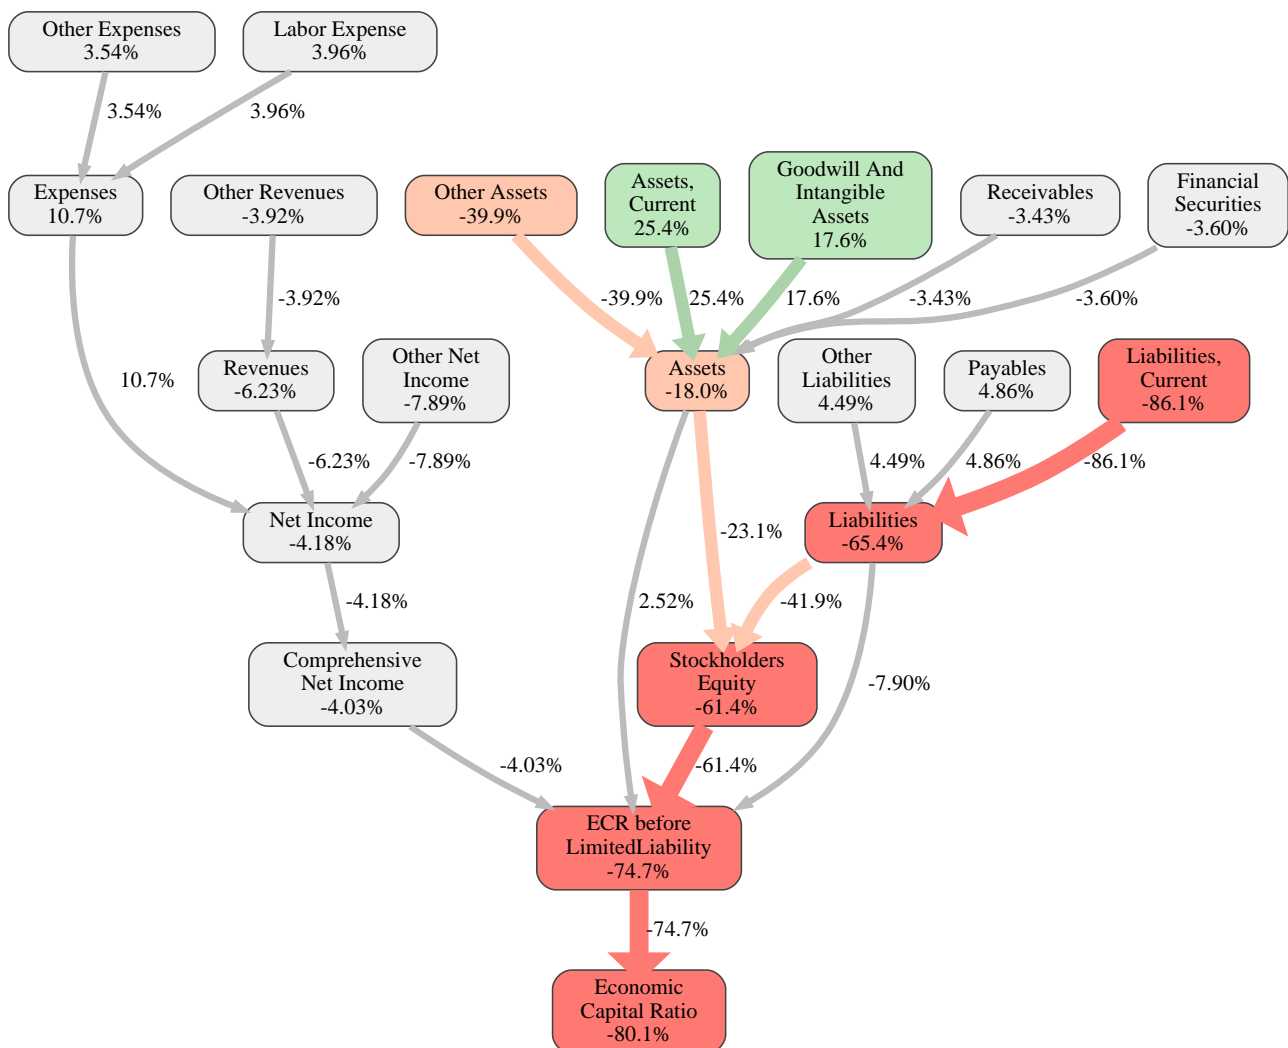 Other Expenses
3.54%
Labor Expense
3.96%
3.54%
3.96%
Expenses
10.7%
Other Revenues
-3.92%
Other Assets
-39.9%
Assets,
Current
25.4%
Goodwill And
Intangible
Assets
17.6%
Receivables
-3.43%
Financial
Securities
-3.60%
-3.92%
-39.9%
25.4%
17.6%
-3.43%
-3.60%
10.7%
Revenues
-6.23%
Other Net
Income
-7.89%
Assets
-18.0%
Other
Liabilities
4.49%
Payables
4.86%
Liabilities,
Current
-86.1%
-6.23%
-7.89%
4.49%
4.86%
-86.1%
Net Income
-4.18%
-23.1%
Liabilities
-65.4%
-4.18%
2.52%
-41.9%
Comprehensive
Net Income
-4.03%
Stockholders
Equity
-61.4%
-7.90%
-4.03%
-61.4%
ECR before
LimitedLiability
-74.7%
-74.7%
Economic
Capital Ratio
-80.1%